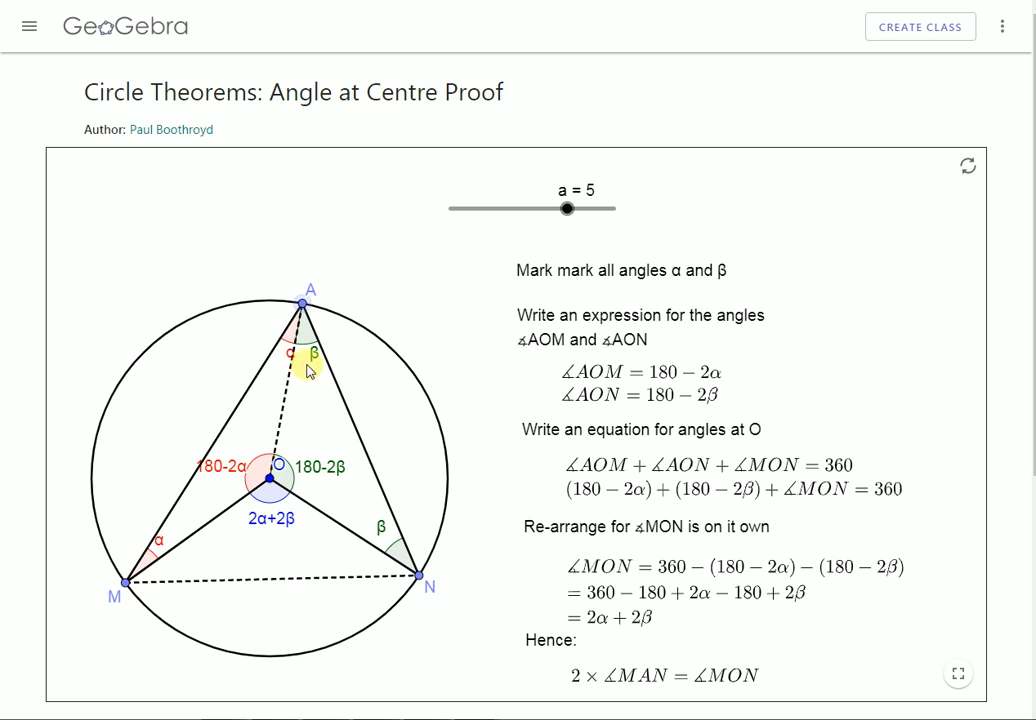 GeoGebra
CREATE CLASS
Circle Theorems: Angle at Centre Proof
Author: Paul Boothroyd
a = 5
Mark mark all angles α and β
Write an expression for the angles
∡AOM and ∡AON
∡AOM = 180 − 2α
∡AON = 180 − 2β
Write an equation for angles at O
∡AOM + ∡AON + ∡MON = 360
(180 − 2α) + (180 − 2β) + ∡MON = 360
Re-arrange for ∡MON is on it own
∡MON = 360 − (180 − 2α) − (180 − 2β)
= 360 − 180 + 2α − 180 + 2β
= 2α + 2β
Hence:
2 × ∡MAN = ∡MON
A
α
β
180-2α
O
180-2β
2α+2β
α
β
M
N